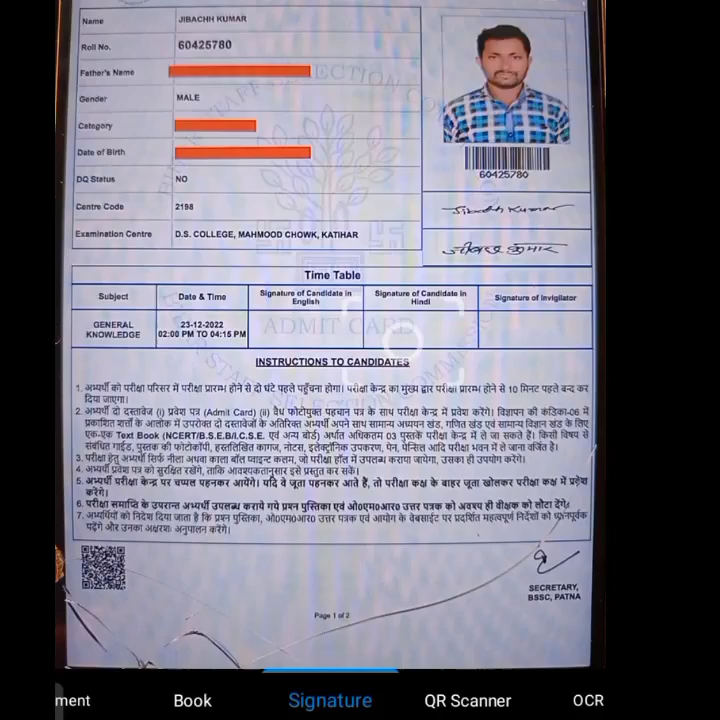 Name JIBACHH KUMAR
Roll No. 60425780
Father's Name
Gender MALE
Category
Date of Birth
DQ Status NO
Centre Code 2198
Examination Centre D.S. COLLEGE, MAHMOOD CHOWK, KATIHAR
60425780
Jibachh Kumar
जीबछ कुमार
Time Table
Subject Date & Time Signature of Candidate in English Signature of Candidate in Hindi Signature of Invigilator
GENERAL KNOWLEDGE 23-12-2022 02:00 PM TO 04:15 PM
ADMIT CARD
INSTRUCTIONS TO CANDIDATES
1. अभ्यर्थी को परीक्षा परिसर में परीक्षा प्रारम्भ होने से दो घंटे पहले पहुँचना होगा। परीक्षा केन्द्र का मुख्य द्वार परीक्षा प्रारम्भ होने से 10 मिनट पहले बन्द कर
दिया जाएगा।
2. अभ्यर्थी दो दस्तावेज (i) प्रवेश पत्र (Admit Card) (ii) वैध फोटोयुक्त पहचान पत्र के साथ परीक्षा केन्द्र में प्रवेश करेंगे। विज्ञापन की कंडिका-06 में
प्रकाशित शर्तों के आलोक में उपरोक्त दो दस्तावेजों के अतिरिक्त अभ्यर्थी अपने साथ सामान्य अध्ययन खंड, गणित खंड एवं सामान्य विज्ञान खंड के लिए
एक-एक Text Book (NCERT/B.S.E.B/I.C.S.E. एवं अन्य बोर्ड) अर्थात अधिकतम 03 पुस्तकें परीक्षा केन्द्र में ले जा सकते हैं। किसी विषय से
संबंधित गाईड, पुस्तक की फोटोकॉपी, हस्तलिखित कागज, नोटस, इलेक्ट्रॉनिक उपकरण, पेन, पेन्सिल आदि परीक्षा भवन में ले जाना वर्जित है।
3. परीक्षा हेतु अभ्यर्थी सिर्फ नीला अथवा काला बॉल प्वाइन्ट कलम, जो परीक्षा हॉल में उपलब्ध कराया जायेगा, उसका ही उपयोग करेंगे।
4. अभ्यर्थी प्रवेश पत्र को सुरक्षित रखेंगे, ताकि आवश्यकतानुसार इसे प्रस्तुत कर सकें।
5. अभ्यर्थी परीक्षा केन्द्र पर चप्पल पहनकर आयेंगे। यदि वे जूता पहनकर आते हैं, तो परीक्षा कक्ष के बाहर जूता खोलकर परीक्षा कक्ष में प्रवेश
करेंगे।
6. परीक्षा समाप्ति के उपरान्त अभ्यर्थी उपलब्ध कराये गये प्रश्न पुस्तिका एवं ओ0एम0आर0 उत्तर पत्रक को अवश्य ही वीक्षक को लौटा देंगे।
7. अभ्यर्थियों को निदेश दिया जाता है कि प्रश्न पुस्तिका, ओ0एम0आर0 उत्तर पत्रक एवं आयोग के वेबसाईट पर प्रदर्शित महत्वपूर्ण निर्देशों को ध्यानपूर्वक
पढ़ेंगे और उनका अक्षरशः अनुपालन करेंगे।
SECRETARY,
BSSC, PATNA
Page 1 of 2
ment Book Signature QR Scanner OCR